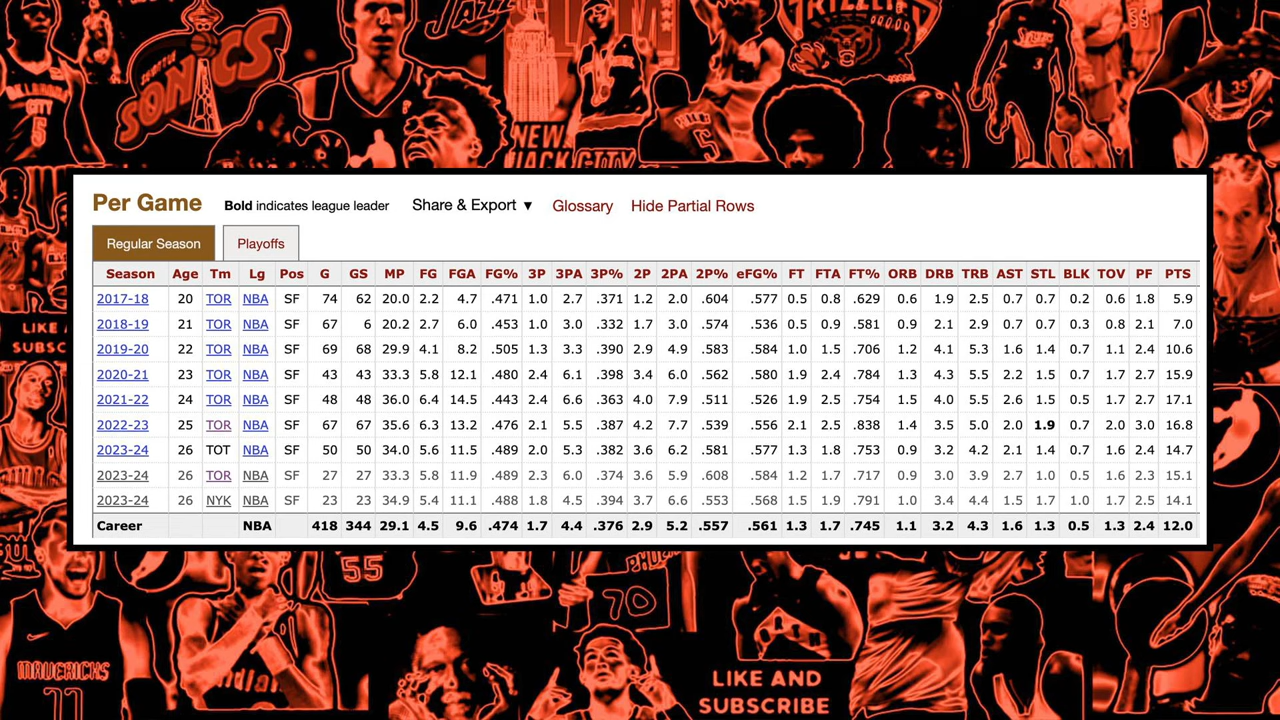 JAZZ
GRIZZLIES
SEATTLE
SONICS
OKLAHOMA
CITY
5
3
35
NEW
JACK CITY
5
LIKE
SUBSC
Per Game Bold indicates league leader Share & Export ▼ Glossary Hide Partial Rows
Regular Season Playoffs
Season Age Tm Lg Pos G GS MP FG FGA FG% 3P 3PA 3P% 2P 2PA 2P% eFG% FT FTA FT% ORB DRB TRB AST STL BLK TOV PF PTS
2017-18 20 TOR NBA SF 74 62 20.0 2.2 4.7 .471 1.0 2.7 .371 1.2 2.0 .604 .577 0.5 0.8 .629 0.6 1.9 2.5 0.7 0.7 0.2 0.6 1.8 5.9
2018-19 21 TOR NBA SF 67 6 20.2 2.7 6.0 .453 1.0 3.0 .332 1.7 3.0 .574 .536 0.5 0.9 .581 0.9 2.1 2.9 0.7 0.7 0.3 0.8 2.1 7.0
2019-20 22 TOR NBA SF 69 68 29.9 4.1 8.2 .505 1.3 3.3 .390 2.9 4.9 .583 .584 1.0 1.5 .706 1.2 4.1 5.3 1.6 1.4 0.7 1.1 2.4 10.6
2020-21 23 TOR NBA SF 43 43 33.3 5.8 12.1 .480 2.4 6.1 .398 3.4 6.0 .562 .580 1.9 2.4 .784 1.3 4.3 5.5 2.2 1.5 0.7 1.7 2.7 15.9
2021-22 24 TOR NBA SF 48 48 36.0 6.4 14.5 .443 2.4 6.6 .363 4.0 7.9 .511 .526 1.9 2.5 .754 1.5 4.0 5.5 2.6 1.5 0.5 1.7 2.7 17.1
2022-23 25 TOR NBA SF 67 67 35.6 6.3 13.2 .476 2.1 5.5 .387 4.2 7.7 .539 .556 2.1 2.5 .838 1.4 3.5 5.0 2.0 1.9 0.7 2.0 3.0 16.8
2023-24 26 TOT NBA SF 50 50 34.0 5.6 11.5 .489 2.0 5.3 .382 3.6 6.2 .581 .577 1.3 1.8 .753 0.9 3.2 4.2 2.1 1.4 0.7 1.6 2.4 14.7
2023-24 26 TOR NBA SF 27 27 33.3 5.6 11.5 .489 2.3 6.0 .374 3.6 5.9 .608 .584 1.2 1.7 .717 0.9 3.0 3.9 2.7 1.0 0.5 1.6 2.3 15.1
2023-24 26 NYK NBA SF 23 23 34.9 5.4 11.1 .488 1.8 4.5 .394 3.7 6.6 .553 .568 1.5 1.9 .791 1.0 3.4 4.4 1.5 1.7 1.0 1.7 2.5 14.1
Career NBA 418 344 29.1 4.5 9.6 .474 1.7 4.4 .376 2.9 5.2 .557 .561 1.3 1.7 .745 1.1 3.2 4.3 1.6 1.3 0.5 1.3 2.4 12.0
55
70
MAVERICKS
77
LIKE AND
SUBSCRIBE